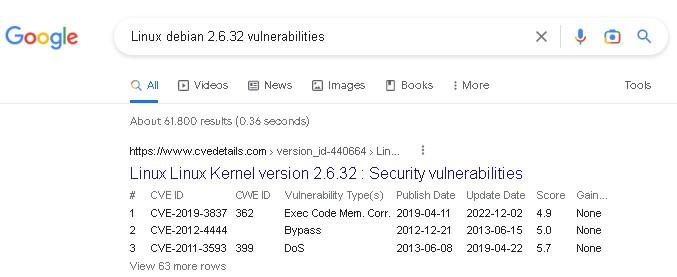 Google Linux debian 2.6.32 vulnerabilities
All Videos News Images Books More Tools
About 61.800 results (0.36 seconds)
https://www.cvedetails.com › version_id-440664 › Lin...
Linux Linux Kernel version 2.6.32 : Security vulnerabilities
# CVE ID CWE ID Vulnerability Type(s) Publish Date Update Date Score Gain...
1 CVE-2019-3837 362 Exec Code Mem. Corr. 2019-04-11 2022-12-02 4.9 None
2 CVE-2012-4444 Bypass 2012-12-21 2013-06-15 5.0 None
3 CVE-2011-3593 399 DoS 2013-06-08 2019-04-22 5.7 None
View 63 more rows